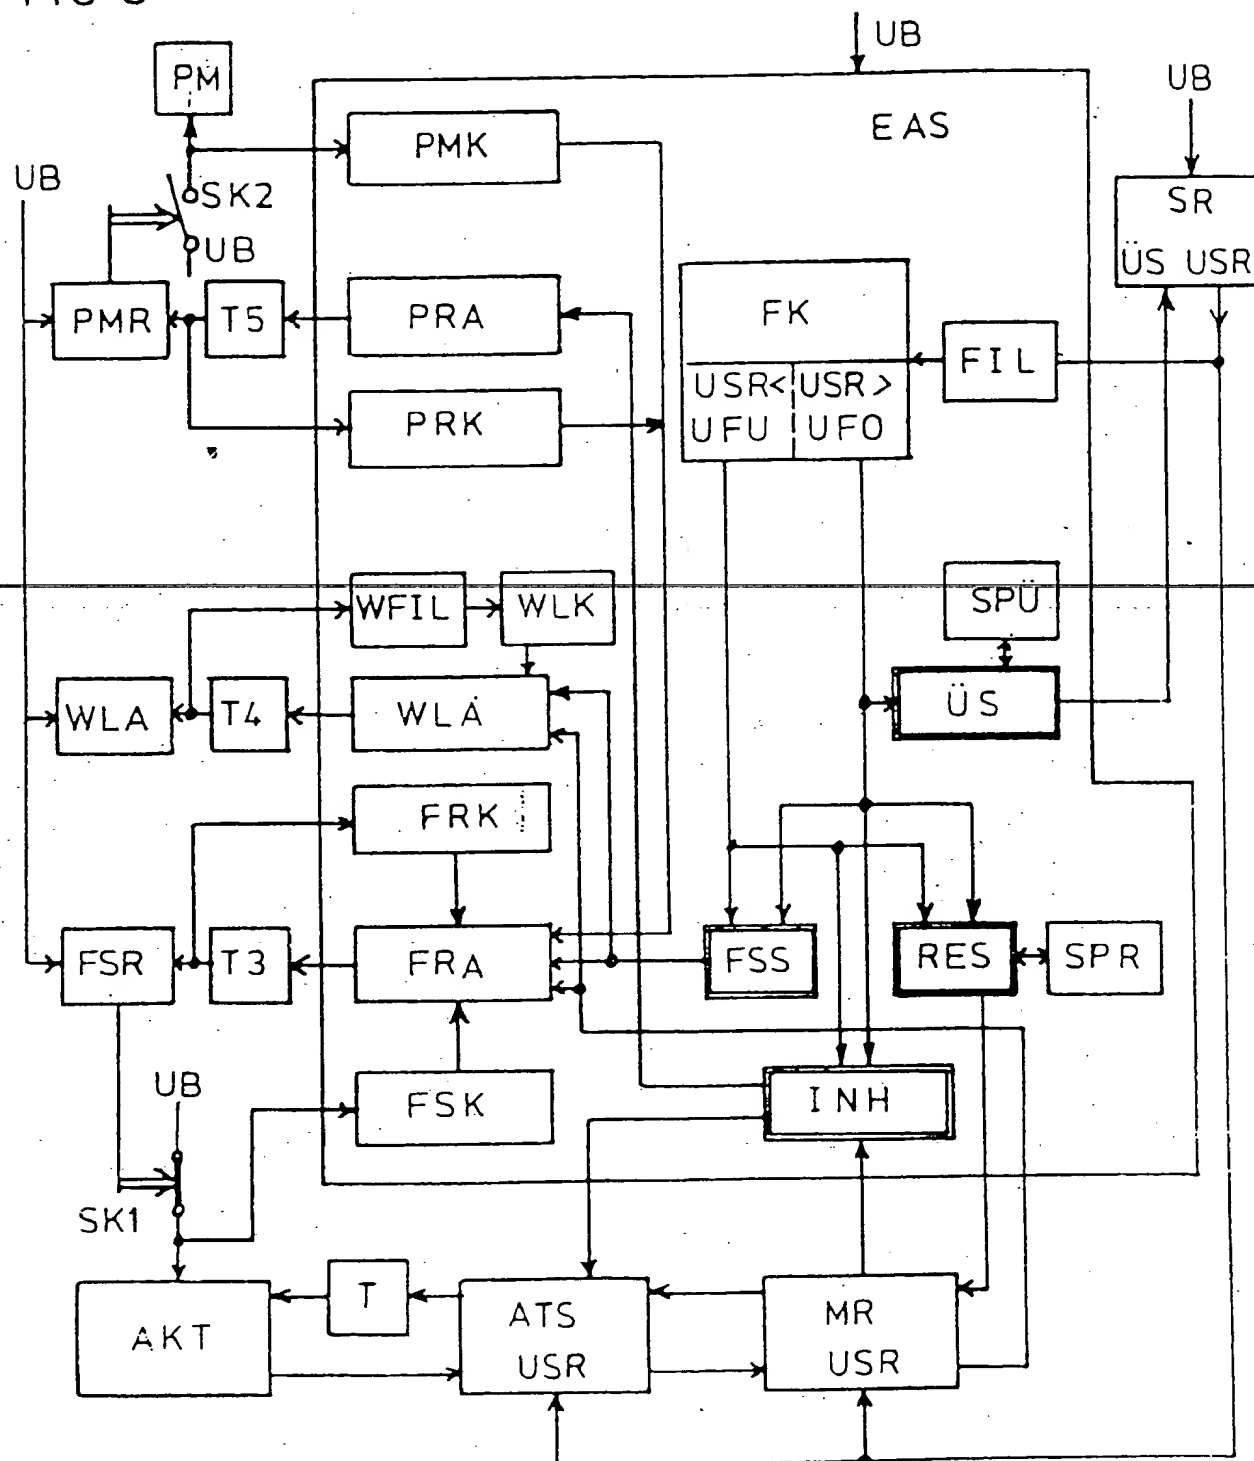 UB
PM
EAS
UB
PMK
UB
SK2
SR
UB
ÜS USR
FK
PMR
T5
PRA
FIL
USR< USR>
UFU UFO
PRK
WFIL
WLK
SPÜ
WLA
T4
WLA
ÜS
FRK
FSR
T3
FRA
FSS
RES
SPR
UB
FSK
INH
SK1
T
ATS
MR
AKT
USR
USR